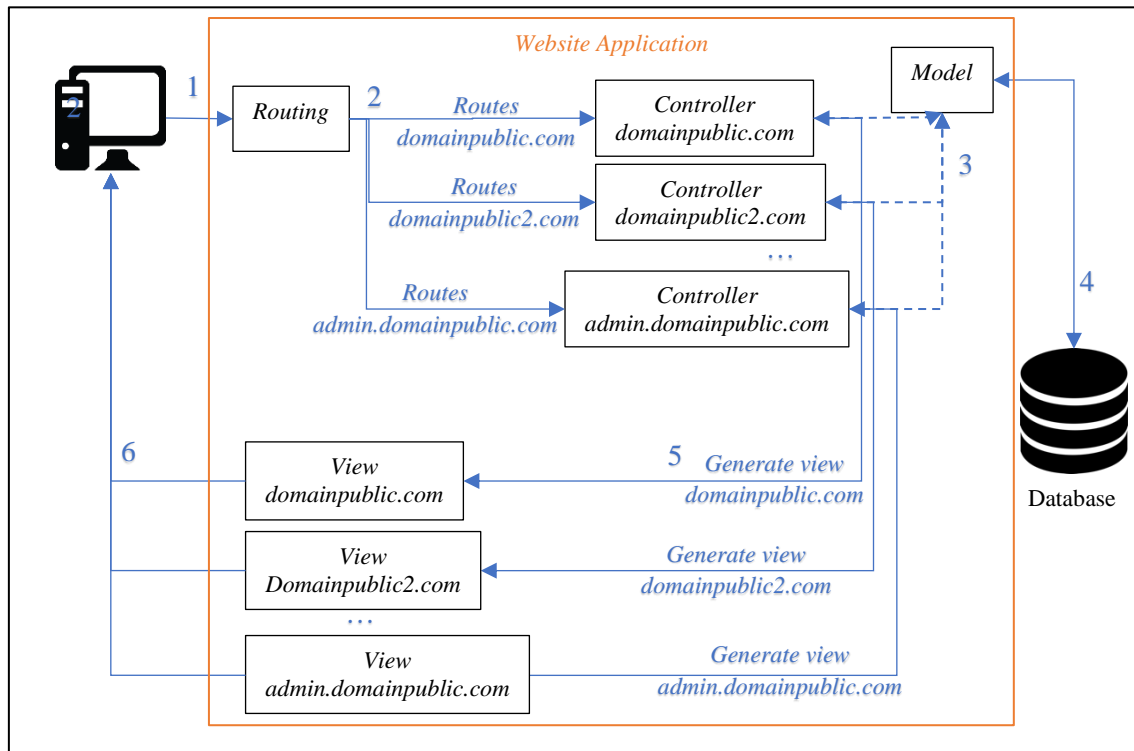 Website Application
1
2
Routing
2
Routes
domainpublic.com
Controller
domainpublic.com
Model
Routes
domainpublic2.com
Controller
domainpublic2.com
3
…
Routes
admin.domainpublic.com
Controller
admin.domainpublic.com
4
6
View
domainpublic.com
5
Generate view
domainpublic.com
Database
View
Domainpublic2.com
Generate view
domainpublic2.com
…
View
admin.domainpublic.com
Generate view
admin.domainpublic.com